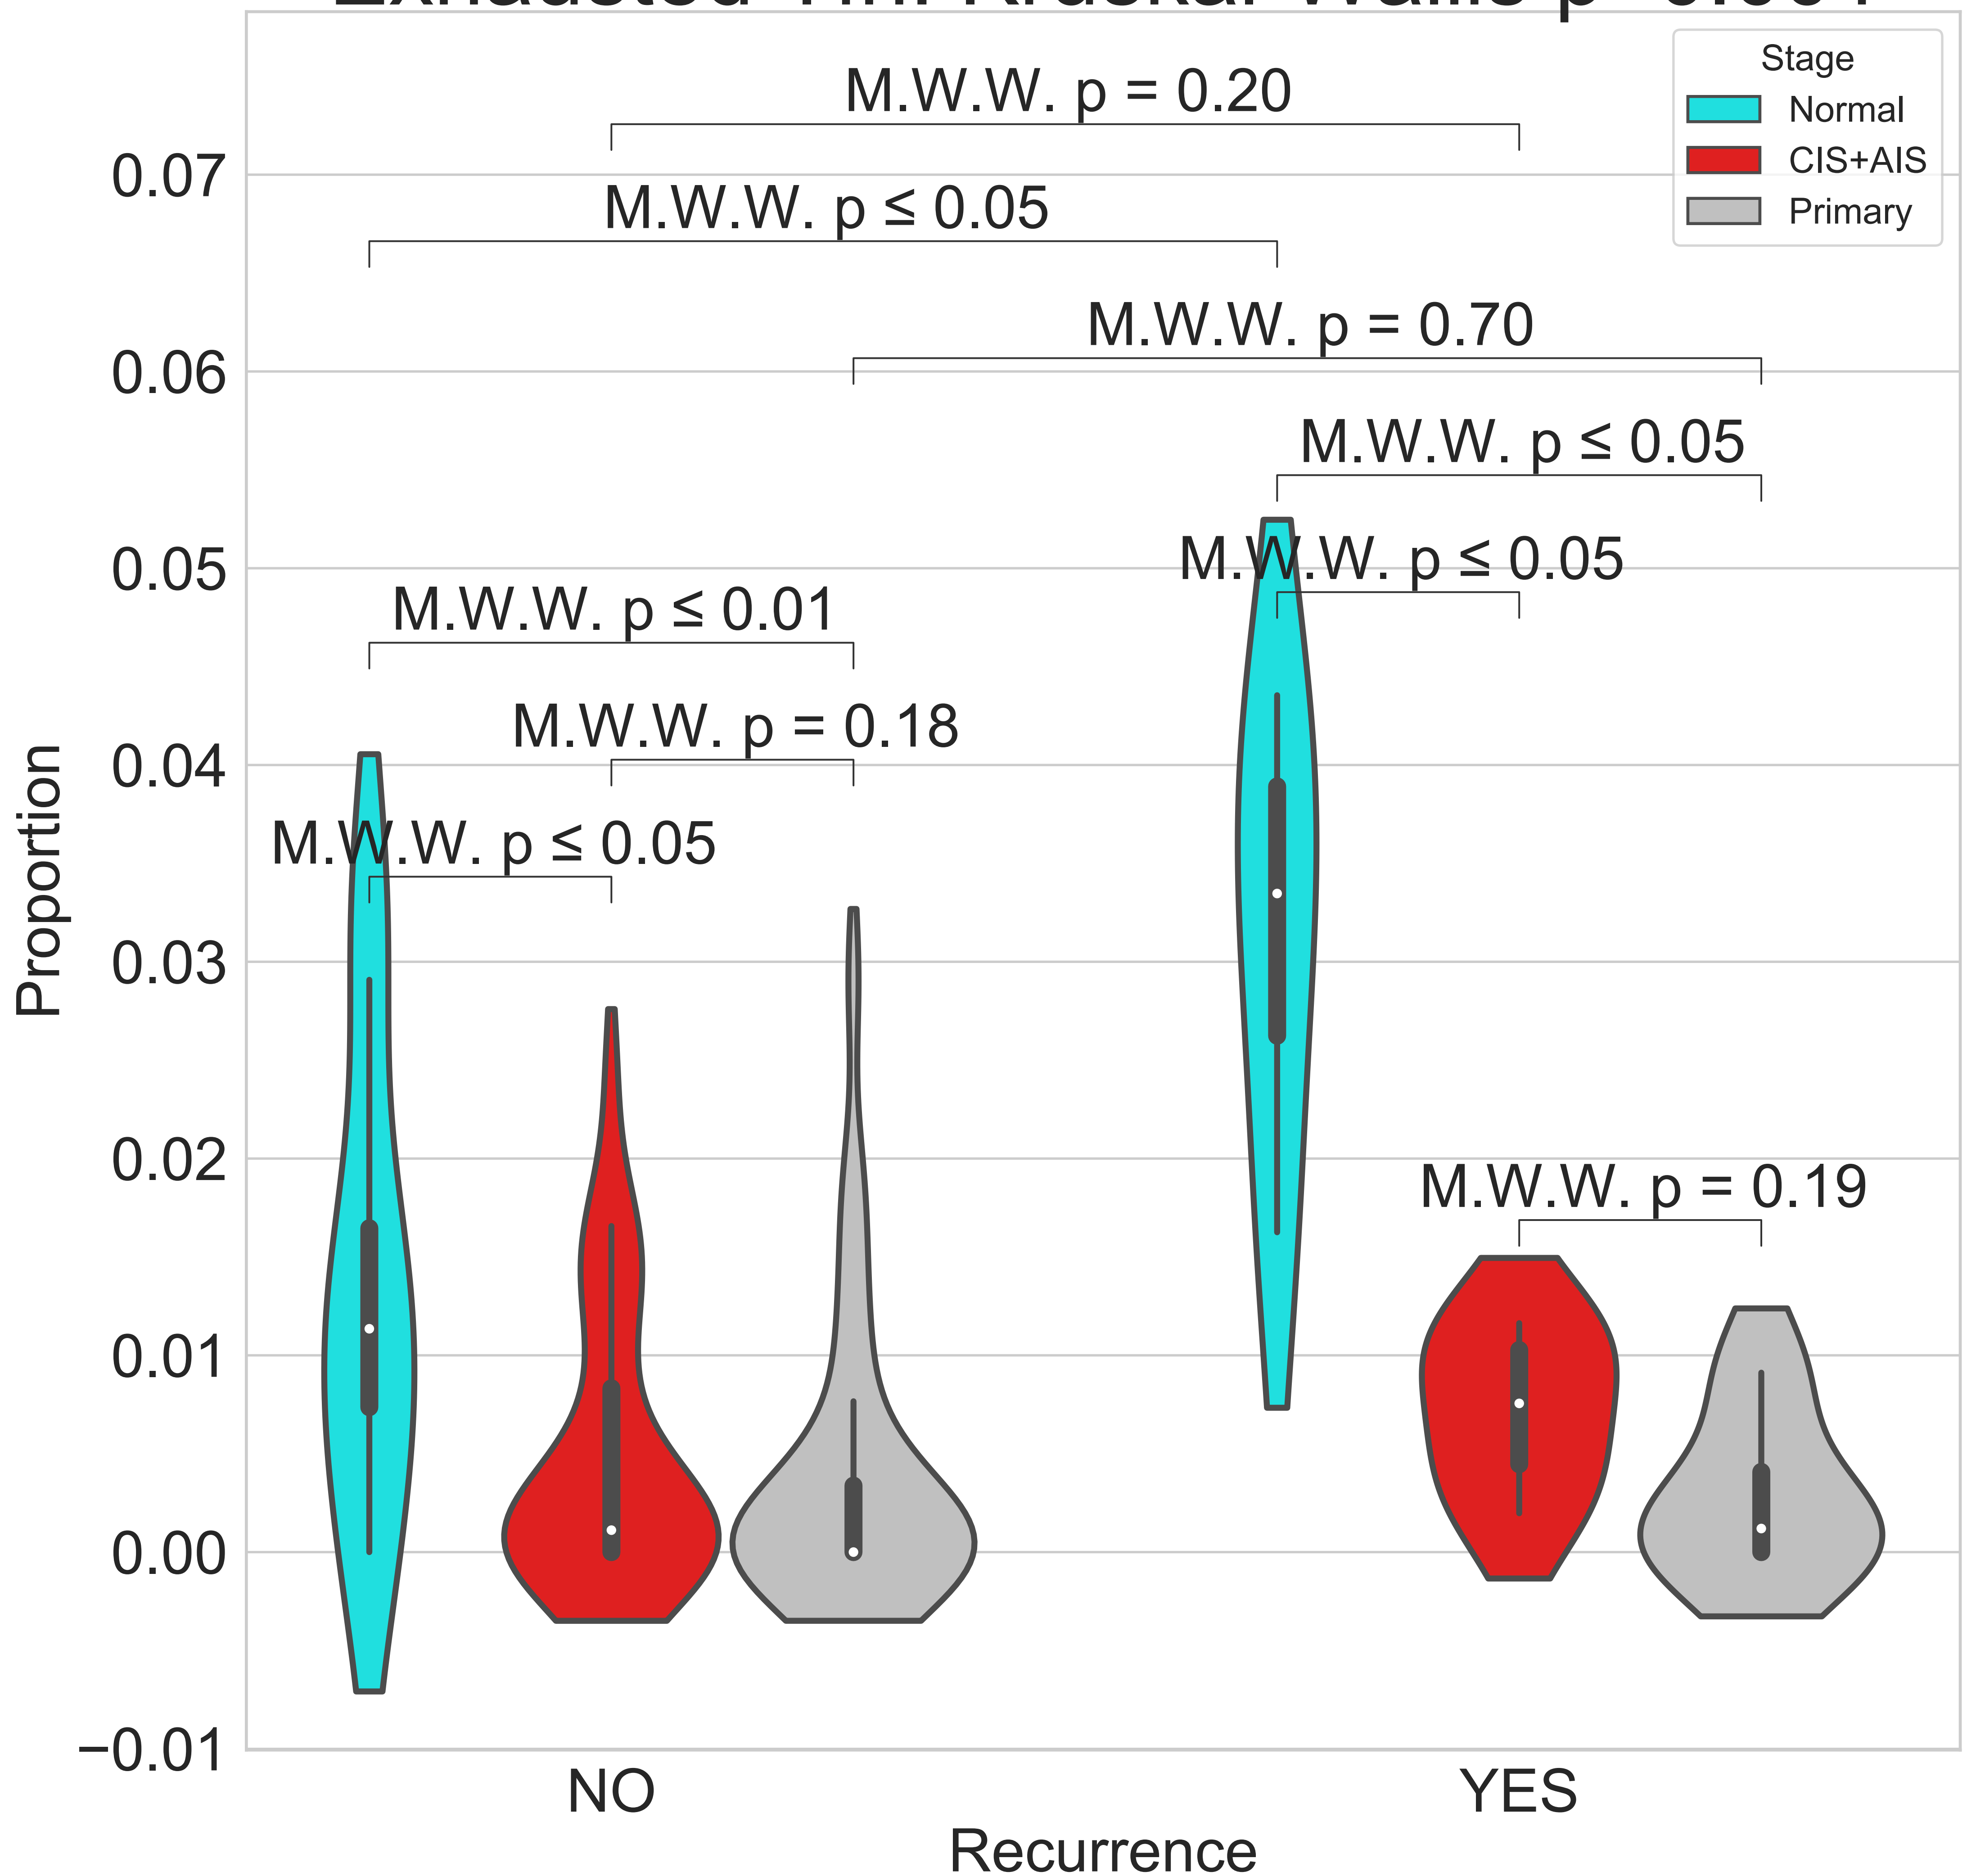 Stage
Normal
CIS+AIS
Primary
M.W.W. p = 0.20
M.W.W. p ≤ 0.05
M.W.W. p = 0.70
M.W.W. p ≤ 0.05
M.W.W. p ≤ 0.05
M.W.W. p ≤ 0.01
M.W.W. p = 0.18
M.W.W. p ≤ 0.05
M.W.W. p = 0.19
0.07
0.06
0.05
0.04
0.03
0.02
0.01
0.00
−0.01
Proportion
NO
YES
Recurrence